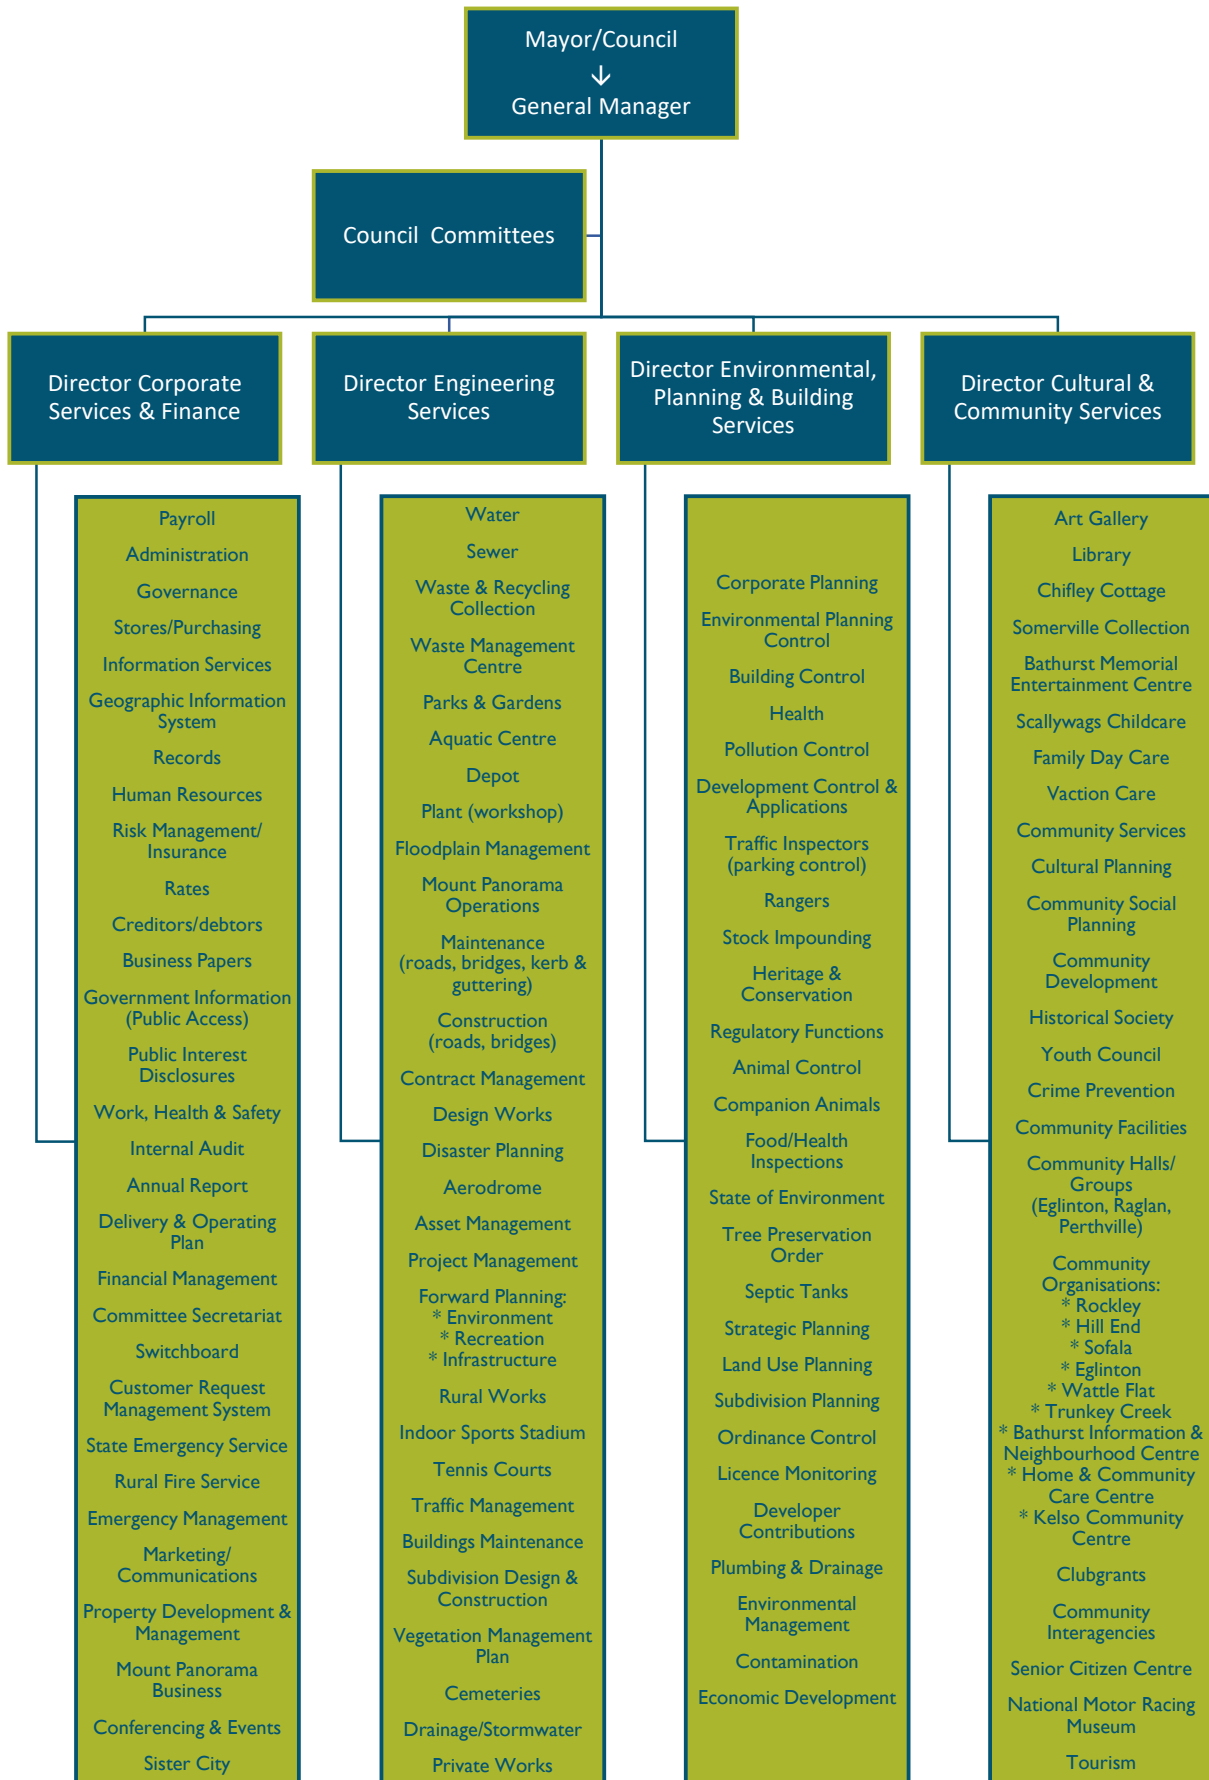 Mayor/Council
↓
General Manager
Council Committees
Director Corporate
Services & Finance
Director Engineering
Services
Director Environmental,
Planning & Building
Services
Director Cultural &
Community Services
Payroll
Administration
Governance
Stores/Purchasing
Information Services
Geographic Information
System
Records
Human Resources
Risk Management/
Insurance
Rates
Creditors/debtors
Business Papers
Government Information
(Public Access)
Public Interest
Disclosures
Work, Health & Safety
Internal Audit
Annual Report
Delivery & Operating
Plan
Financial Management
Committee Secretariat
Switchboard
Customer Request
Management System
State Emergency Service
Rural Fire Service
Emergency Management
Marketing/
Communications
Property Development &
Management
Mount Panorama
Business
Conferencing & Events
Sister City
Water
Sewer
Waste & Recycling
Collection
Waste Management
Centre
Parks & Gardens
Aquatic Centre
Depot
Plant (workshop)
Floodplain Management
Mount Panorama
Operations
Maintenance
(roads, bridges, kerb &
guttering)
Construction
(roads, bridges)
Contract Management
Design Works
Disaster Planning
Aerodrome
Asset Management
Project Management
Forward Planning:
* Environment
* Recreation
* Infrastructure
Rural Works
Indoor Sports Stadium
Tennis Courts
Traffic Management
Buildings Maintenance
Subdivision Design &
Construction
Vegetation Management
Plan
Cemeteries
Drainage/Stormwater
Private Works
Corporate Planning
Environmental Planning
Control
Building Control
Health
Pollution Control
Development Control &
Applications
Traffic Inspectors
(parking control)
Rangers
Stock Impounding
Heritage &
Conservation
Regulatory Functions
Animal Control
Companion Animals
Food/Health
Inspections
State of Environment
Tree Preservation
Order
Septic Tanks
Strategic Planning
Land Use Planning
Subdivision Planning
Ordinance Control
Licence Monitoring
Developer
Contributions
Plumbing & Drainage
Environmental
Management
Contamination
Economic Development
Art Gallery
Library
Chifley Cottage
Somerville Collection
Bathurst Memorial
Entertainment Centre
Scallywags Childcare
Family Day Care
Vaction Care
Community Services
Cultural Planning
Community Social
Planning
Community
Development
Historical Society
Youth Council
Crime Prevention
Community Facilities
Community Halls/
Groups
(Eglinton, Raglan,
Perthville)
Community
Organisations:
* Rockley
* Hill End
* Sofala
* Eglinton
* Wattle Flat
* Trunkey Creek
* Bathurst Information &
Neighbourhood Centre
* Home & Community
Care Centre
* Kelso Community
Centre
Clubgrants
Community
Interagencies
Senior Citizen Centre
National Motor Racing
Museum
Tourism